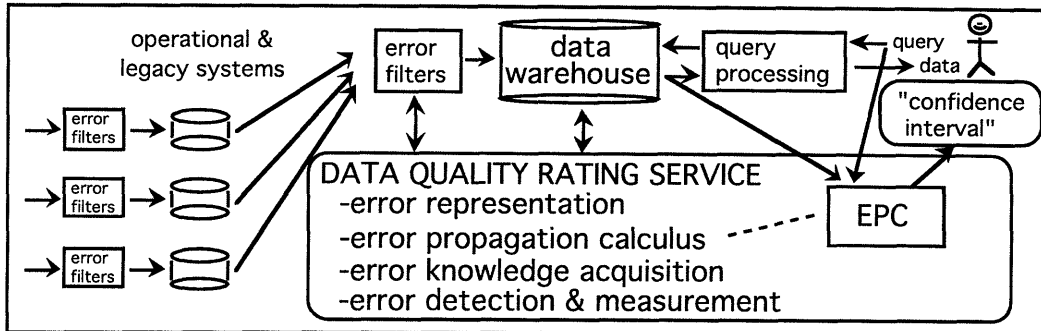 operational &
legacy systems
error
filters
error
filters
error
filters
error
filters
data
warehouse
query
processing
query
data
"confidence
interval"
DATA QUALITY RATING SERVICE
-error representation
-error propagation calculus
-error knowledge acquisition
-error detection & measurement
EPC